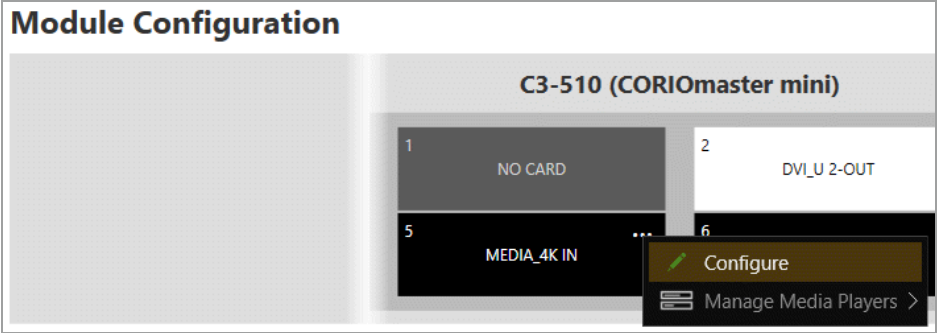 Module Configuration
C3-510 (CORIOmaster mini)
1
NO CARD
2
DVI_U 2-OUT
5
...
MEDIA_4K IN
6
Configure
Manage Media Players >